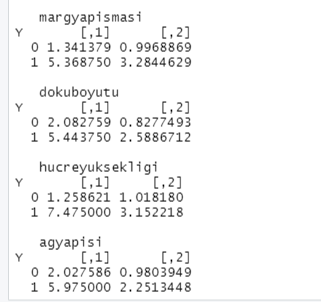 margyapismasi
Y [,1] [,2]
0 1.341379 0.9968869
1 5.368750 3.2844629
dokuboyutu
Y [,1] [,2]
0 2.082759 0.8277493
1 5.443750 2.5886712
hucreyuksekligi
Y [,1] [,2]
0 1.258621 1.018180
1 7.475000 3.152218
agyapisi
Y [,1] [,2]
0 2.027586 0.9803949
1 5.975000 2.2513448